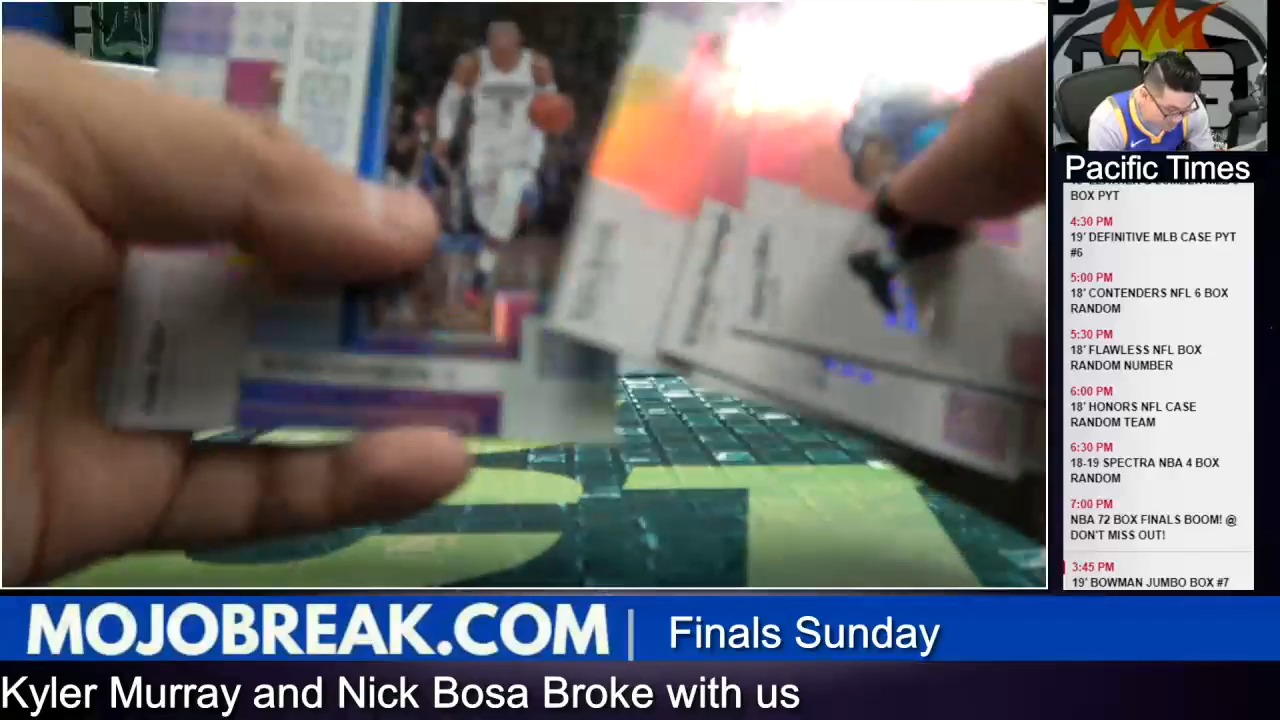 Pacific Times
BOX PYT
4:30 PM
19' DEFINITIVE MLB CASE PYT
#6
5:00 PM
18' CONTENDERS NFL 6 BOX
RANDOM
5:30 PM
18' FLAWLESS NFL BOX
RANDOM NUMBER
6:00 PM
18' HONORS NFL CASE
RANDOM TEAM
6:30 PM
18-19 SPECTRA NBA 4 BOX
RANDOM
7:00 PM
NBA 72 BOX FINALS BOOM! @
DON'T MISS OUT!
3:45 PM
19' BOWMAN JUMBO BOX #7
MOJOBREAK.COM | Finals Sunday
Kyler Murray and Nick Bosa Broke with us